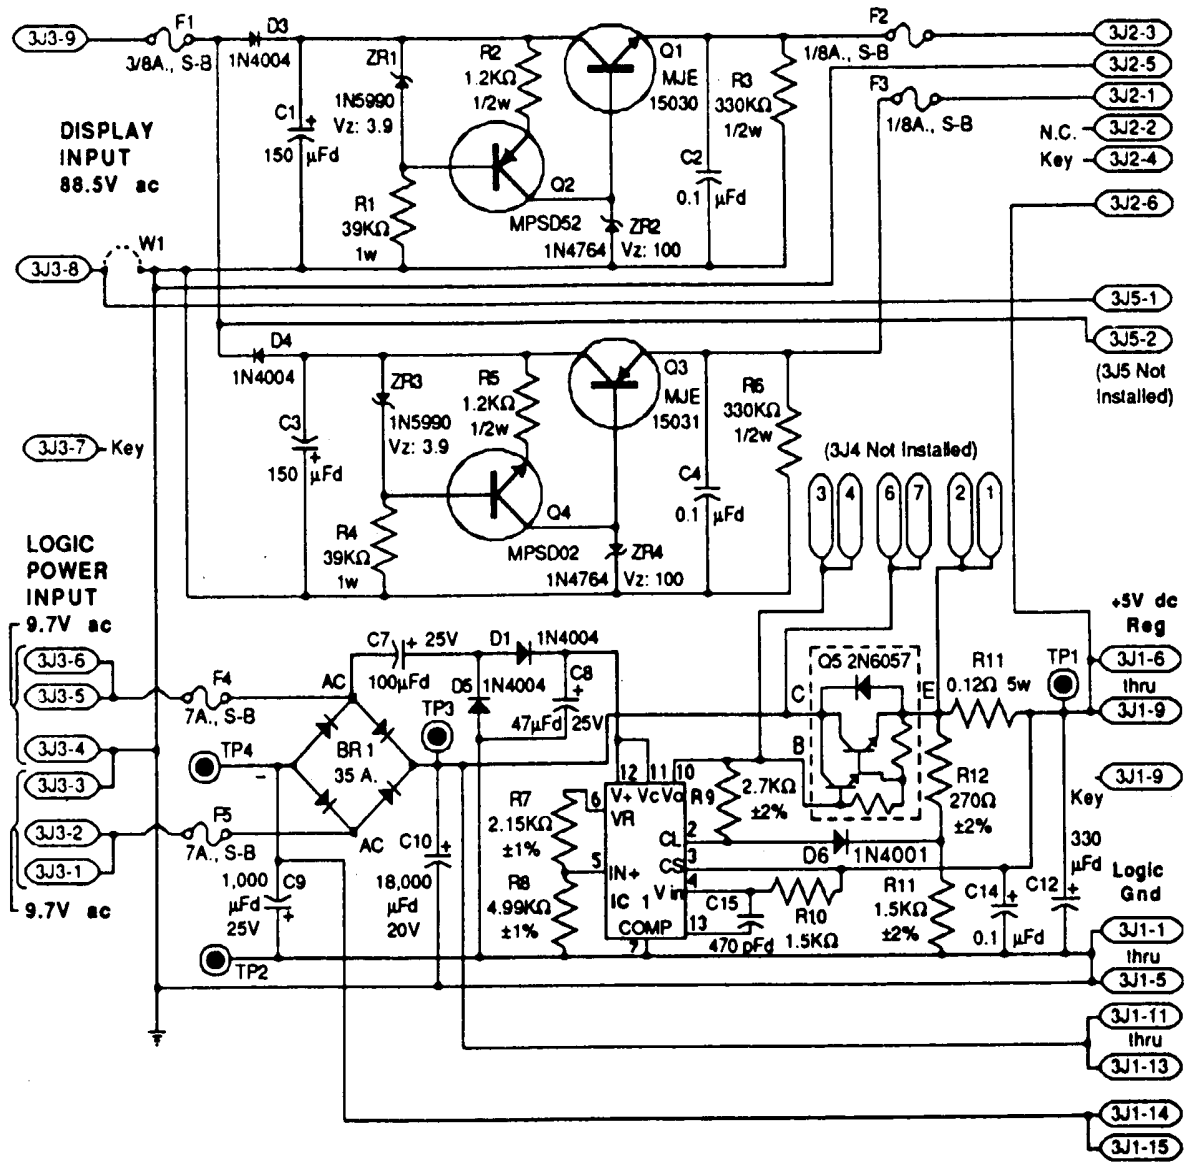 3J3-9
F1
3/8A., S-B
D3
1N4004
C1
+
150 µFd
ZR1
1N5990
Vz: 3.9
R2
1.2KΩ
1/2w
Q1
MJE
15030
R3
330KΩ
1/2w
C2
0.1 µFd
F2
1/8A., S-B
F3
1/8A., S-B
3J2-3
3J2-5
3J2-1
N.C.
3J2-2
Key
3J2-4
3J2-6
DISPLAY
INPUT
88.5V ac
Q2
MPSD52
R1
39KΩ
1w
ZR2
1N4764 Vz: 100
W1
3J3-8
3J5-1
3J5-2
(3J5 Not
Installed)
D4
1N4004
C3
+
150 µFd
ZR3
1N5990
Vz: 3.9
R5
1.2KΩ
1/2w
Q3
MJE
15031
R6
330KΩ
1/2w
C4
0.1 µFd
3J3-7
Key
Q4
MPSD02
R4
39KΩ
1w
ZR4
1N4764 Vz: 100
(3J4 Not Installed)
3 4 6 7 2 1
LOGIC
POWER
INPUT
9.7V ac
3J3-6
3J3-5
3J3-4
3J3-3
3J3-2
3J3-1
9.7V ac
F4
7A., S-B
F5
7A., S-B
TP4
AC
BR 1
35 A.
AC
-
+
C7 + 25V
100µFd
D1 1N4004
D5
1N4004
C8
+
47µFd 25V
TP3
C10
+
18,000
µFd
20V
1,000
µFd
25V
C9
+
TP2
R7
2.15KΩ
±1%
R8
4.99KΩ
±1%
12 11 10
V+ Vc Vo
6
VR
2
CL
3
CS
5
IN+
4
V in
IC 1
13
COMP
7
R9
2.7KΩ
±2%
C15
470 pFd
R10
1.5KΩ
D6
1N4001
Q5 2N6057
C
B
E
R11
0.12Ω 5w
R12
270Ω
±2%
R11
1.5KΩ
±2%
C14
+
0.1 µFd
C12
+
330
µFd
TP1
+5V dc
Reg
3J1-6
thru
3J1-9
Key
3J1-9
Logic
Gnd
3J1-1
thru
3J1-5
3J1-11
thru
3J1-13
3J1-14
3J1-15